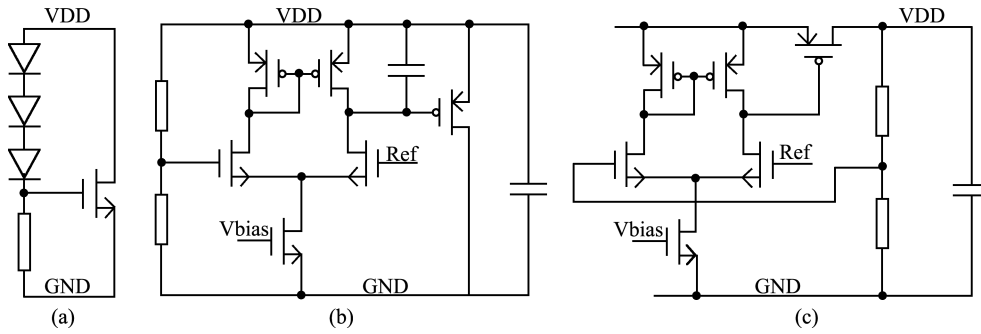 VDD
GND
(a)
VDD
Ref
Vbias
GND
(b)
VDD
Ref
Vbias
GND
(c)